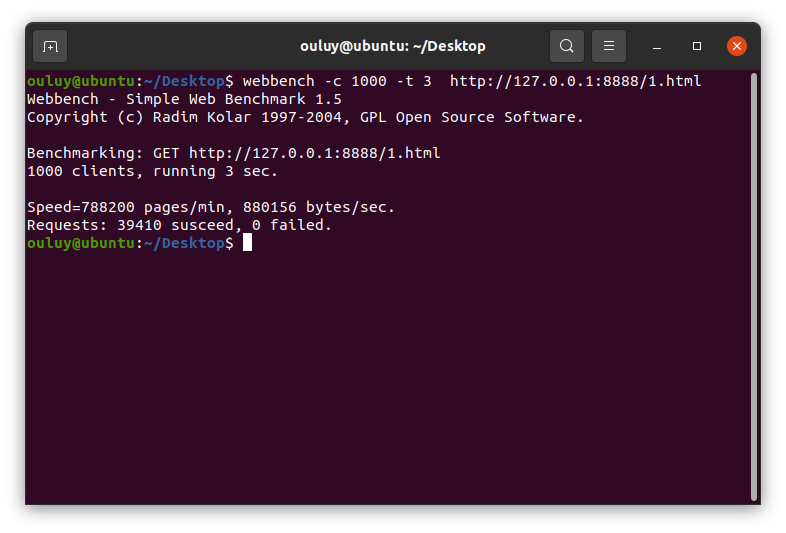 ouluy@ubuntu: ~/Desktop
ouluy@ubuntu:~/Desktop$ webbench -c 1000 -t 3  http://127.0.0.1:8888/1.html
Webbench - Simple Web Benchmark 1.5
Copyright (c) Radim Kolar 1997-2004, GPL Open Source Software.
Benchmarking: GET http://127.0.0.1:8888/1.html
1000 clients, running 3 sec.
Speed=788200 pages/min, 880156 bytes/sec.
Requests: 39410 susceed, 0 failed.
ouluy@ubuntu:~/Desktop$